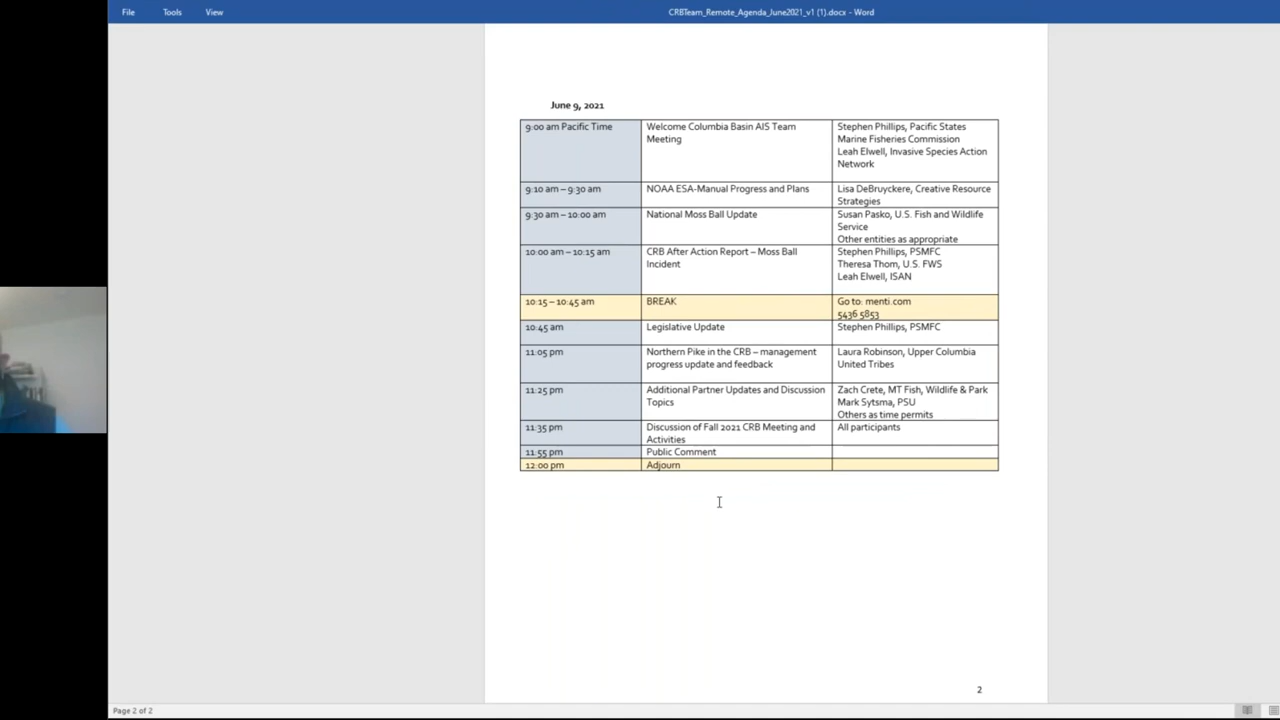 File Tools View CRBTeam_Remote_Agenda_June2021_v1 (1).docx - Word
June 9, 2021
9:00 am Pacific Time
Welcome Columbia Basin AIS Team
Meeting
Stephen Phillips, Pacific States
Marine Fisheries Commission
Leah Elwell, Invasive Species Action
Network
9:10 am – 9:30 am
NOAA ESA-Manual Progress and Plans
Lisa DeBruyckere, Creative Resource
Strategies
9:30 am – 10:00 am
National Moss Ball Update
Susan Pasko, U.S. Fish and Wildlife
Service
Other entities as appropriate
10:00 am – 10:15 am
CRB After Action Report – Moss Ball
Incident
Stephen Phillips, PSMFC
Theresa Thom, U.S. FWS
Leah Elwell, ISAN
10:15 – 10:45 am
BREAK
Go to: menti.com
5436 5853
10:45 am
Legislative Update
Stephen Phillips, PSMFC
11:05 pm
Northern Pike in the CRB – management
progress update and feedback
Laura Robinson, Upper Columbia
United Tribes
11:25 pm
Additional Partner Updates and Discussion
Topics
Zach Crete, MT Fish, Wildlife & Park
Mark Sytsma, PSU
Others as time permits
11:35 pm
Discussion of Fall 2021 CRB Meeting and
Activities
All participants
11:55 pm
Public Comment
12:00 pm
Adjourn
2
Page 2 of 2